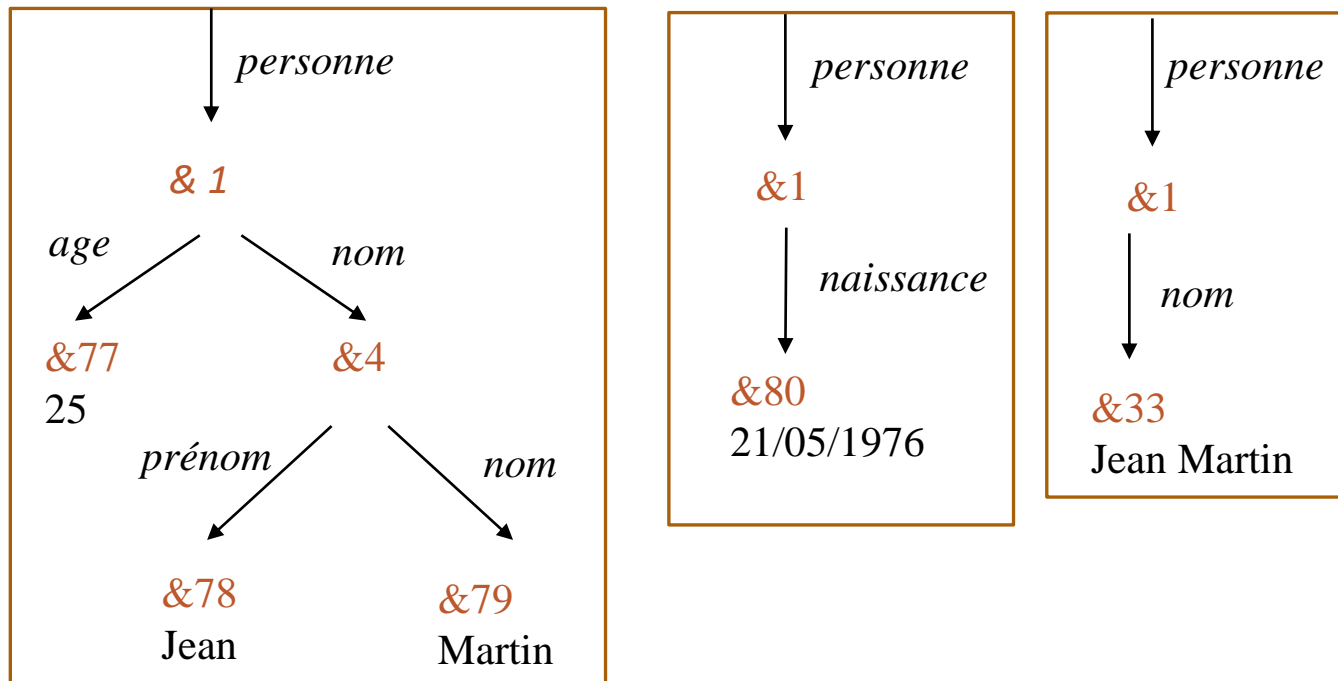 personne
& 1
age
nom
&77
25
&4
prénom
nom
&78
Jean
&79
Martin
personne
&1
naissance
&80
21/05/1976
personne
&1
nom
&33
Jean Martin